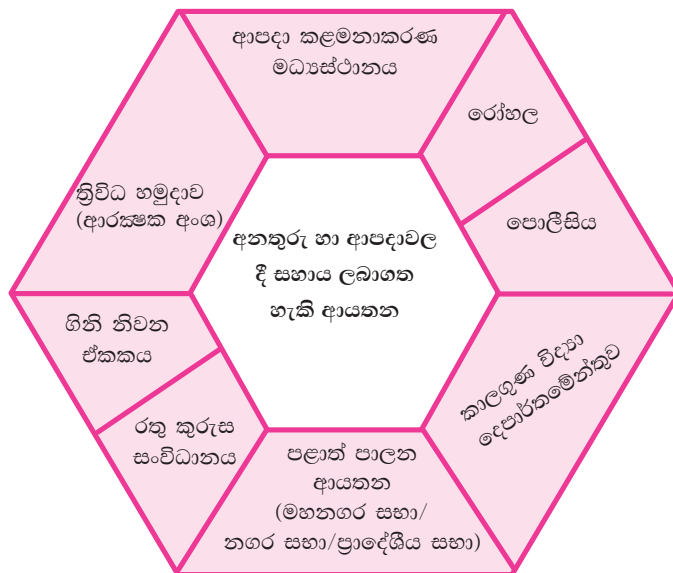 ආපදා කළමනාකරණ
මධ්‍යස්ථානය
රෝහල
පොලීසිය
ත්‍රිවිධ හමුදාව
(ආරක්‍ෂක අංශ)
අනතුරු හා ආපදාවල
දී සහාය ලබාගත
හැකි ආයතන
ගිනි නිවන
ඒකකය
කාලගුණ විද්‍යා
දෙපාර්තමේන්තුව
රතු කුරුස
සංවිධානය
පළාත් පාලන
ආයතන
(මහනගර සභා/
නගර සභා/ප්‍රාදේශීය සභා)